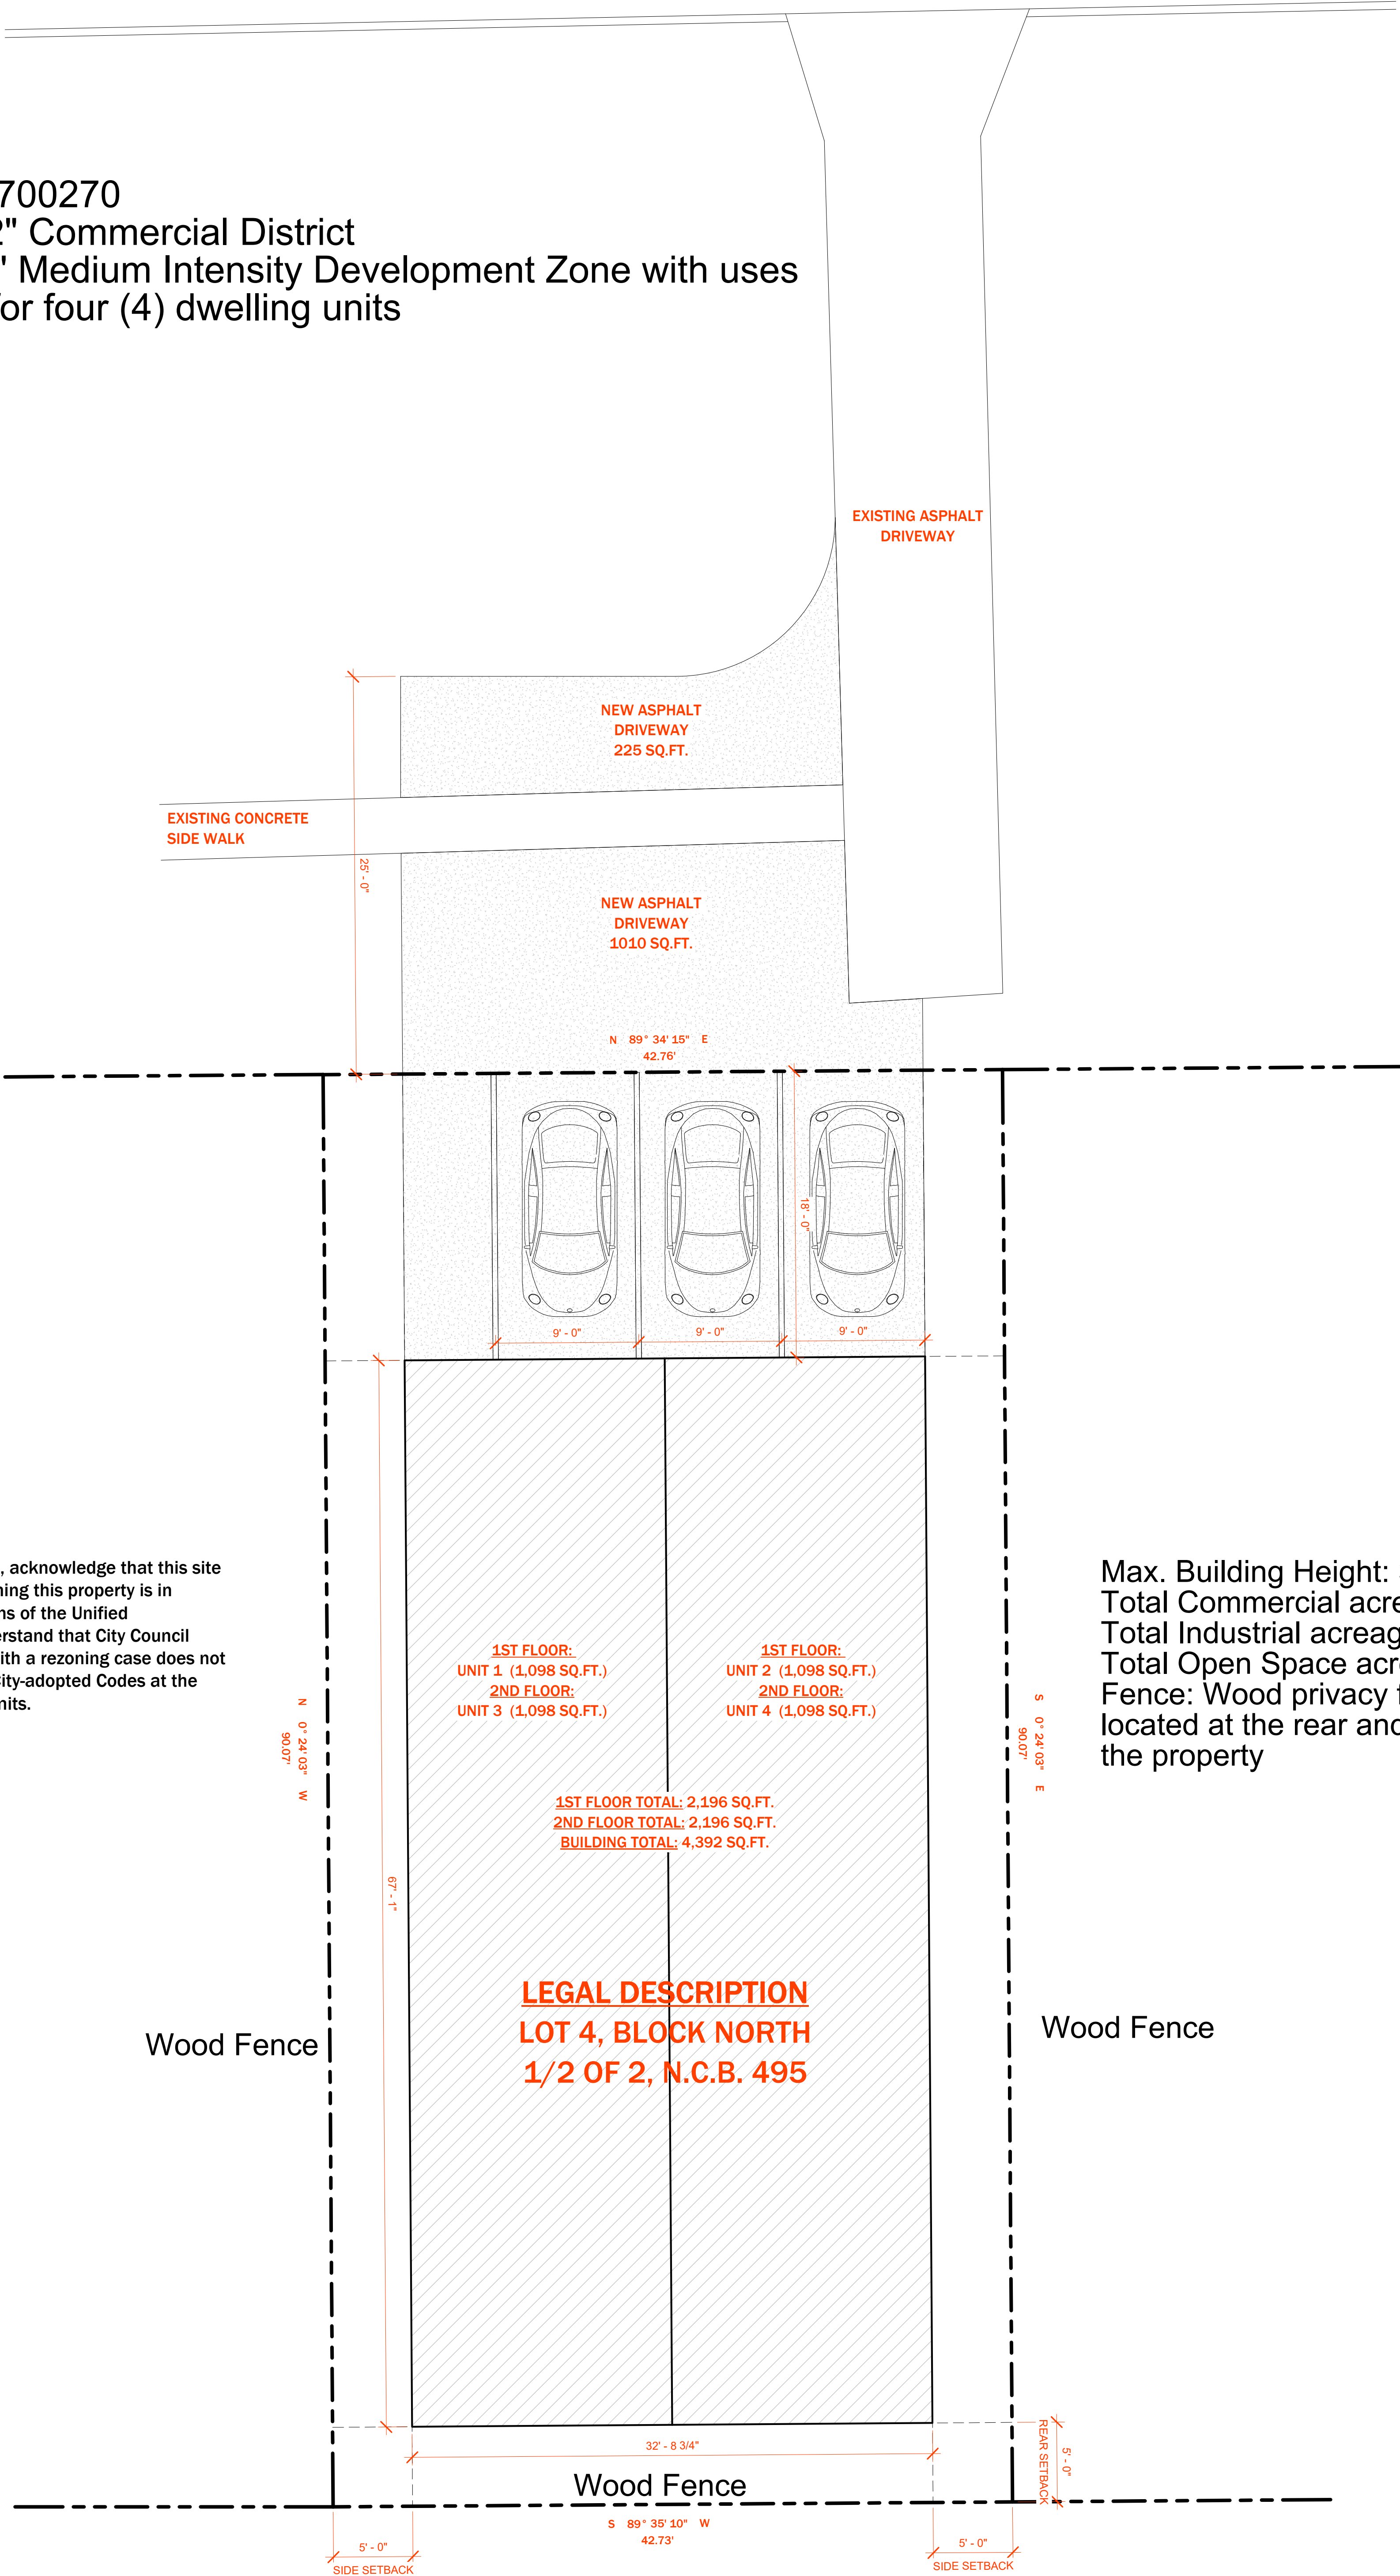 700270
2" Commercial District
" Medium Intensity Development Zone with uses
for four (4) dwelling units
EXISTING ASPHALT
DRIVEWAY
NEW ASPHALT
DRIVEWAY
225 SQ.FT.
EXISTING CONCRETE
SIDE WALK
25' - 0"
NEW ASPHALT
DRIVEWAY
1010 SQ.FT.
N 89° 34' 15" E
42.76'
18' - 0"
9' - 0"
9' - 0"
9' - 0"
, acknowledge that this site
ning this property is in
ns of the Unified
erstand that City Council
ith a rezoning case does not
City-adopted Codes at the
nits.
1ST FLOOR:
UNIT 1 (1,098 SQ.FT.)
2ND FLOOR:
UNIT 3 (1,098 SQ.FT.)
1ST FLOOR:
UNIT 2 (1,098 SQ.FT.)
2ND FLOOR:
UNIT 4 (1,098 SQ.FT.)
Max. Building Height:
Total Commercial acre
Total Industrial acreag
Total Open Space acr
Fence: Wood privacy f
located at the rear and
the property
N 0° 24' 03" W
90.07'
S 0° 24' 03" E
90.07'
1ST FLOOR TOTAL: 2,196 SQ.FT.
2ND FLOOR TOTAL: 2,196 SQ.FT.
BUILDING TOTAL: 4,392 SQ.FT.
67' - 1"
LEGAL DESCRIPTION
LOT 4, BLOCK NORTH
1/2 OF 2, N.C.B. 495
Wood Fence
Wood Fence
32' - 8 3/4"
Wood Fence
REAR SETBACK
5' - 0"
S 89° 35' 10" W
42.73'
5' - 0"
SIDE SETBACK
5' - 0"
SIDE SETBACK